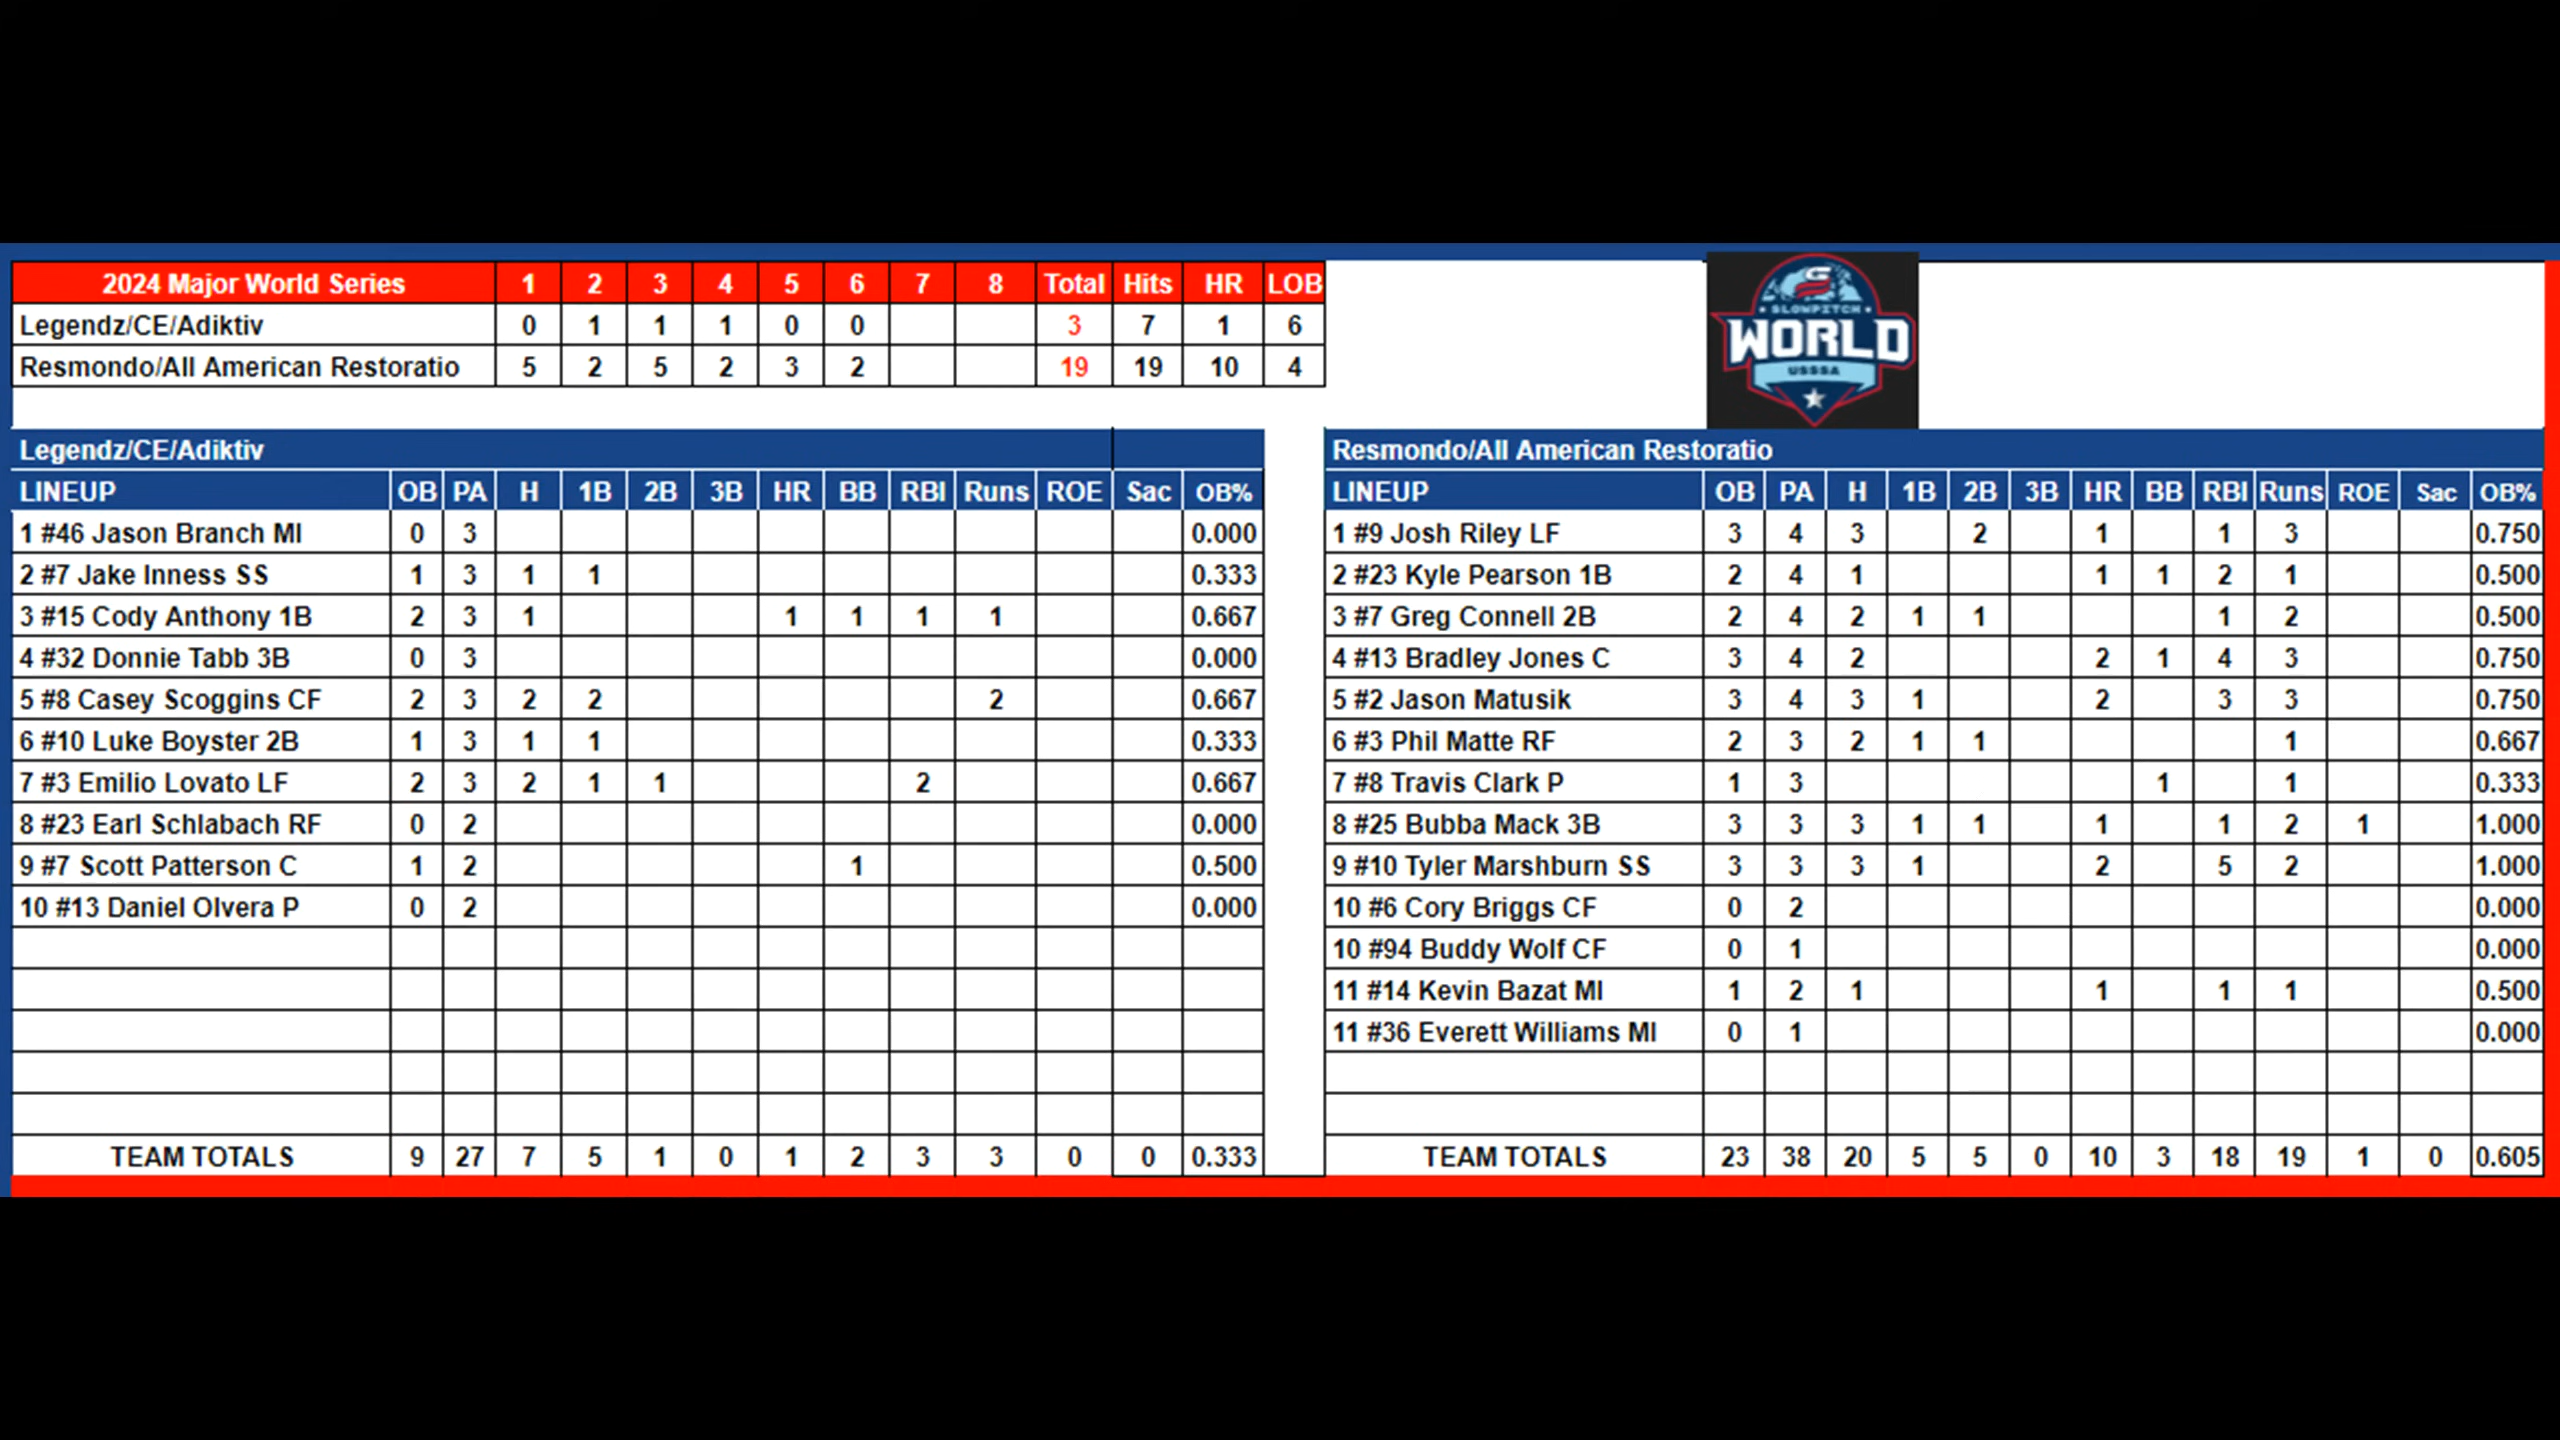 2024 Major World Series 1 2 3 4 5 6 7 8 Total Hits HR LOB
Legendz/CE/Adiktiv 0 1 1 1 0 0 3 7 1 6
Resmondo/All American Restoratio 5 2 5 2 3 2 19 19 10 4
G
SLOWPITCH
WORLD
USSSA
Legendz/CE/Adiktiv
LINEUP OB PA H 1B 2B 3B HR BB RBI Runs ROE Sac OB%
1 #46 Jason Branch MI 0 3 0.000
2 #7 Jake Inness SS 1 3 1 1 0.333
3 #15 Cody Anthony 1B 2 3 1 1 1 1 1 0.667
4 #32 Donnie Tabb 3B 0 3 0.000
5 #8 Casey Scoggins CF 2 3 2 2 2 0.667
6 #10 Luke Boyster 2B 1 3 1 1 0.333
7 #3 Emilio Lovato LF 2 3 2 1 1 2 0.667
8 #23 Earl Schlabach RF 0 2 0.000
9 #7 Scott Patterson C 1 2 1 0.500
10 #13 Daniel Olvera P 0 2 0.000
TEAM TOTALS 9 27 7 5 1 0 1 2 3 3 0 0 0.333
Resmondo/All American Restoratio
LINEUP OB PA H 1B 2B 3B HR BB RBI Runs ROE Sac OB%
1 #9 Josh Riley LF 3 4 3 2 1 1 3 0.750
2 #23 Kyle Pearson 1B 2 4 1 1 1 2 1 0.500
3 #7 Greg Connell 2B 2 4 2 1 1 1 2 0.500
4 #13 Bradley Jones C 3 4 2 2 1 4 3 0.750
5 #2 Jason Matusik 3 4 3 1 2 3 3 0.750
6 #3 Phil Matte RF 2 3 2 1 1 1 0.667
7 #8 Travis Clark P 1 3 1 1 0.333
8 #25 Bubba Mack 3B 3 3 3 1 1 1 1 2 1 1.000
9 #10 Tyler Marshburn SS 3 3 3 1 2 5 2 1.000
10 #6 Cory Briggs CF 0 2 0.000
10 #94 Buddy Wolf CF 0 1 0.000
11 #14 Kevin Bazat MI 1 2 1 1 1 1 0.500
11 #36 Everett Williams MI 0 1 0.000
TEAM TOTALS 23 38 20 5 5 0 10 3 18 19 1 0 0.605